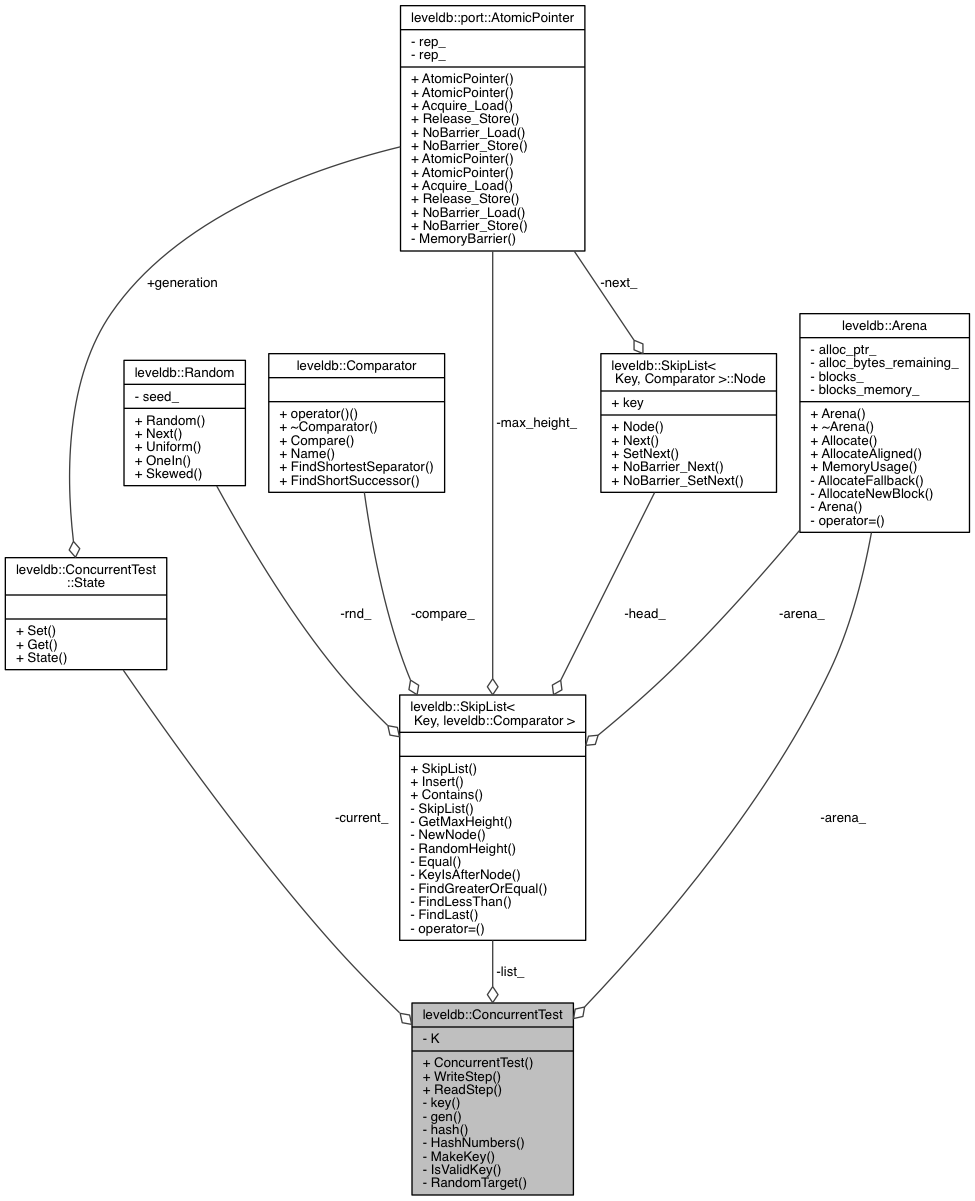 leveldb::port::AtomicPointer
- rep_
- rep_
+ AtomicPointer()
+ AtomicPointer()
+ Acquire_Load()
+ Release_Store()
+ NoBarrier_Load()
+ NoBarrier_Store()
+ AtomicPointer()
+ AtomicPointer()
+ Acquire_Load()
+ Release_Store()
+ NoBarrier_Load()
+ NoBarrier_Store()
- MemoryBarrier()
+generation
-next_
leveldb::Random
- seed_
+ Random()
+ Next()
+ Uniform()
+ OneIn()
+ Skewed()
leveldb::Comparator
+ operator()()
+ ~Comparator()
+ Compare()
+ Name()
+ FindShortestSeparator()
+ FindShortSuccessor()
-max_height_
leveldb::SkipList<
Key, Comparator >::Node
+ key
+ Node()
+ Next()
+ SetNext()
+ NoBarrier_Next()
+ NoBarrier_SetNext()
leveldb::Arena
- alloc_ptr_
- alloc_bytes_remaining_
- blocks_
- blocks_memory_
+ Arena()
+ ~Arena()
+ Allocate()
+ AllocateAligned()
+ MemoryUsage()
- AllocateFallback()
- AllocateNewBlock()
- Arena()
- operator=()
leveldb::ConcurrentTest
::State
+ Set()
+ Get()
+ State()
-rnd_
-compare_
-head_
-arena_
leveldb::SkipList<
Key, leveldb::Comparator >
+ SkipList()
+ Insert()
+ Contains()
- SkipList()
- GetMaxHeight()
- NewNode()
- RandomHeight()
- Equal()
- KeyIsAfterNode()
- FindGreaterOrEqual()
- FindLessThan()
- FindLast()
- operator=()
-current_
-arena_
-list_
leveldb::ConcurrentTest
- K
+ ConcurrentTest()
+ WriteStep()
+ ReadStep()
- key()
- gen()
- hash()
- HashNumbers()
- MakeKey()
- IsValidKey()
- RandomTarget()